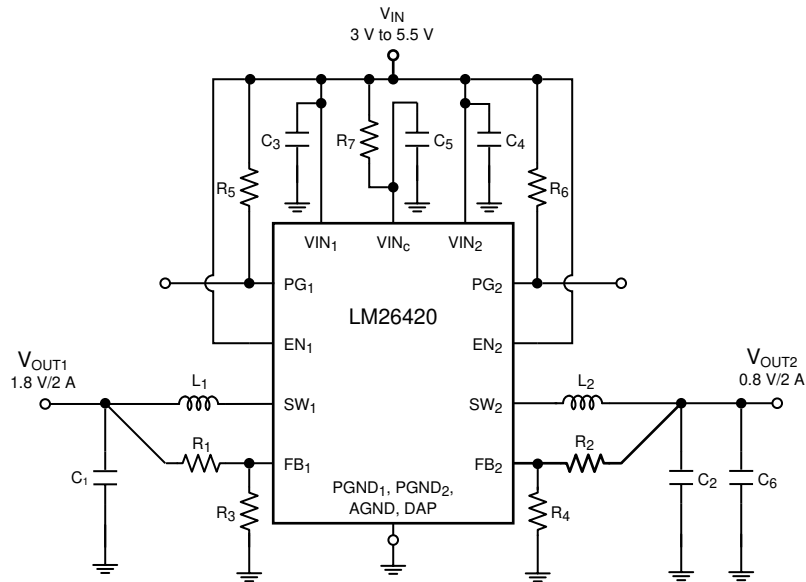 V_IN
3 V to 5.5 V
C3
R7
C5
C4
R5
R6
VIN1
VINc
VIN2
PG1
PG2
LM26420
EN1
EN2
VOUT1
1.8 V/2 A
L1
SW1
SW2
L2
VOUT2
0.8 V/2 A
R1
FB1
FB2
R2
C1
R3
PGND1, PGND2,
AGND, DAP
R4
C2
C6